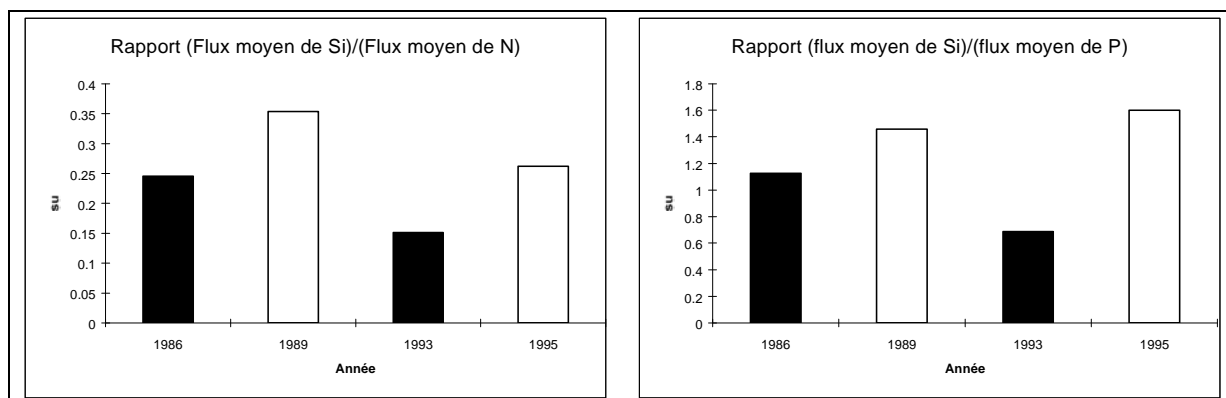 Rapport (Flux moyen de Si)/(Flux moyen de N)
0.4
0.35
0.3
0.25
0.2
0.15
0.1
0.05
0
su
1986 1989 1993 1995
Année
Rapport (flux moyen de Si)/(flux moyen de P)
1.8
1.6
1.4
1.2
1
0.8
0.6
0.4
0.2
0
su
1986 1989 1993 1995
Année